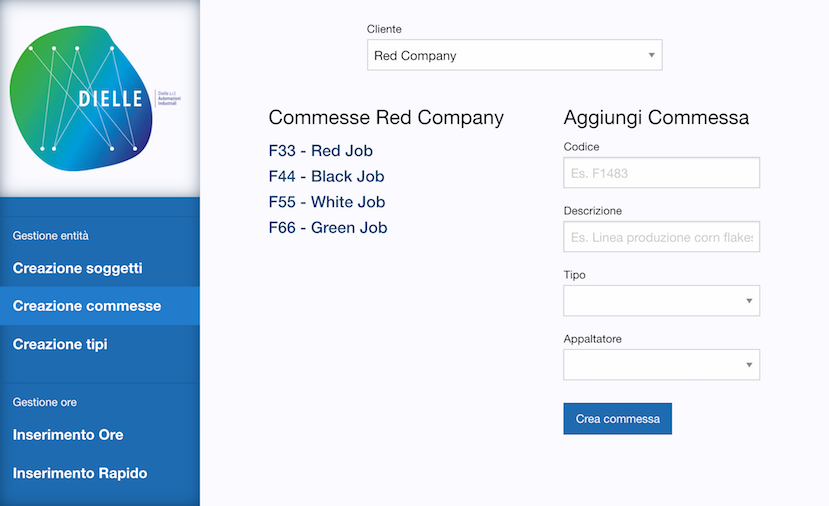 DIELLE
Dielle s.r.l
Automazioni
Industriali
Gestione entità
Creazione soggetti
Creazione commesse
Creazione tipi
Gestione ore
Inserimento Ore
Inserimento Rapido
Cliente
Red Company
Commesse Red Company
F33 - Red Job
F44 - Black Job
F55 - White Job
F66 - Green Job
Aggiungi Commessa
Codice
Es. F1483
Descrizione
Es. Linea produzione corn flakes
Tipo
Appaltatore
Crea commessa